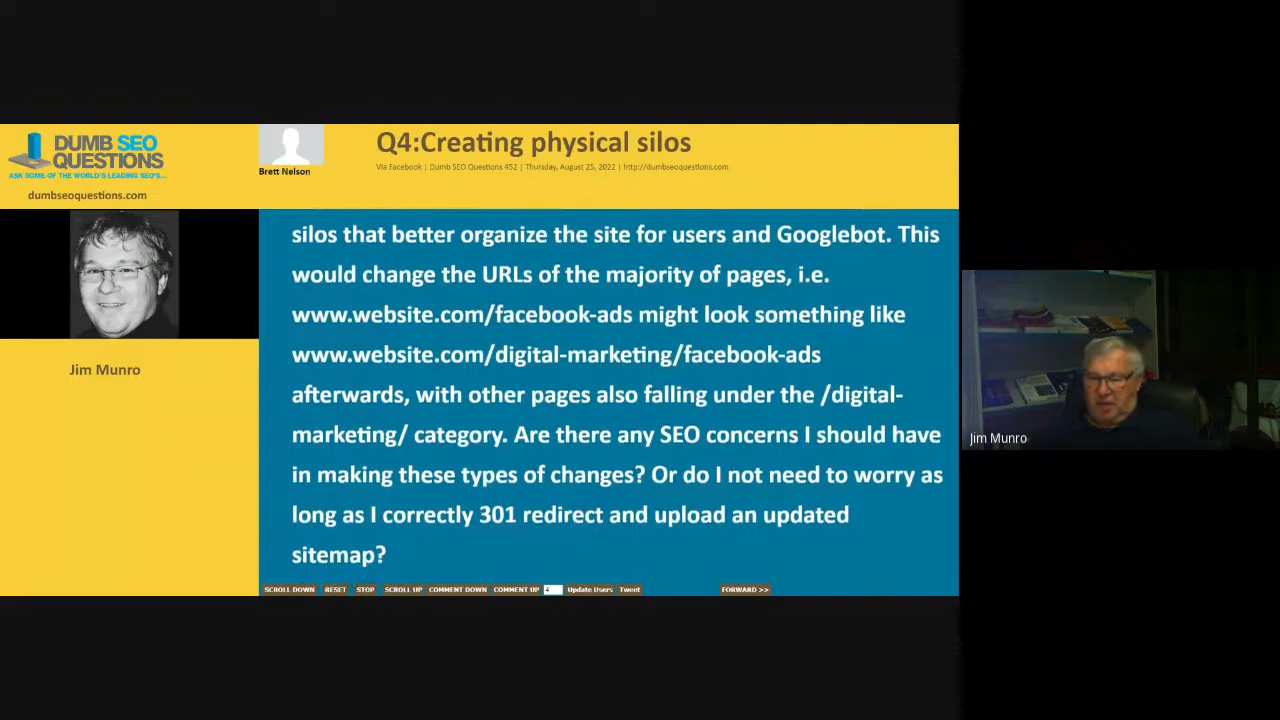 DUMB SEO
QUESTIONS
ASK SOME OF THE WORLD'S LEADING SEO'S...
dumbseoquestions.com
Brett Nelson
Q4:Creating physical silos
Via Facebook | Dumb SEO Questions 452 | Thursday, August 25, 2022 | http://dumbseoquestions.com
Jim Munro
silos that better organize the site for users and Googlebot. This
would change the URLs of the majority of pages, i.e.
www.website.com/facebook-ads might look something like
www.website.com/digital-marketing/facebook-ads
afterwards, with other pages also falling under the /digital-
marketing/ category. Are there any SEO concerns I should have
in making these types of changes? Or do I not need to worry as
long as I correctly 301 redirect and upload an updated
sitemap?
SCROLL DOWN RESET STOP SCROLL UP COMMENT DOWN COMMENT UP 4 Update Users Tweet FORWARD >>
Jim Munro